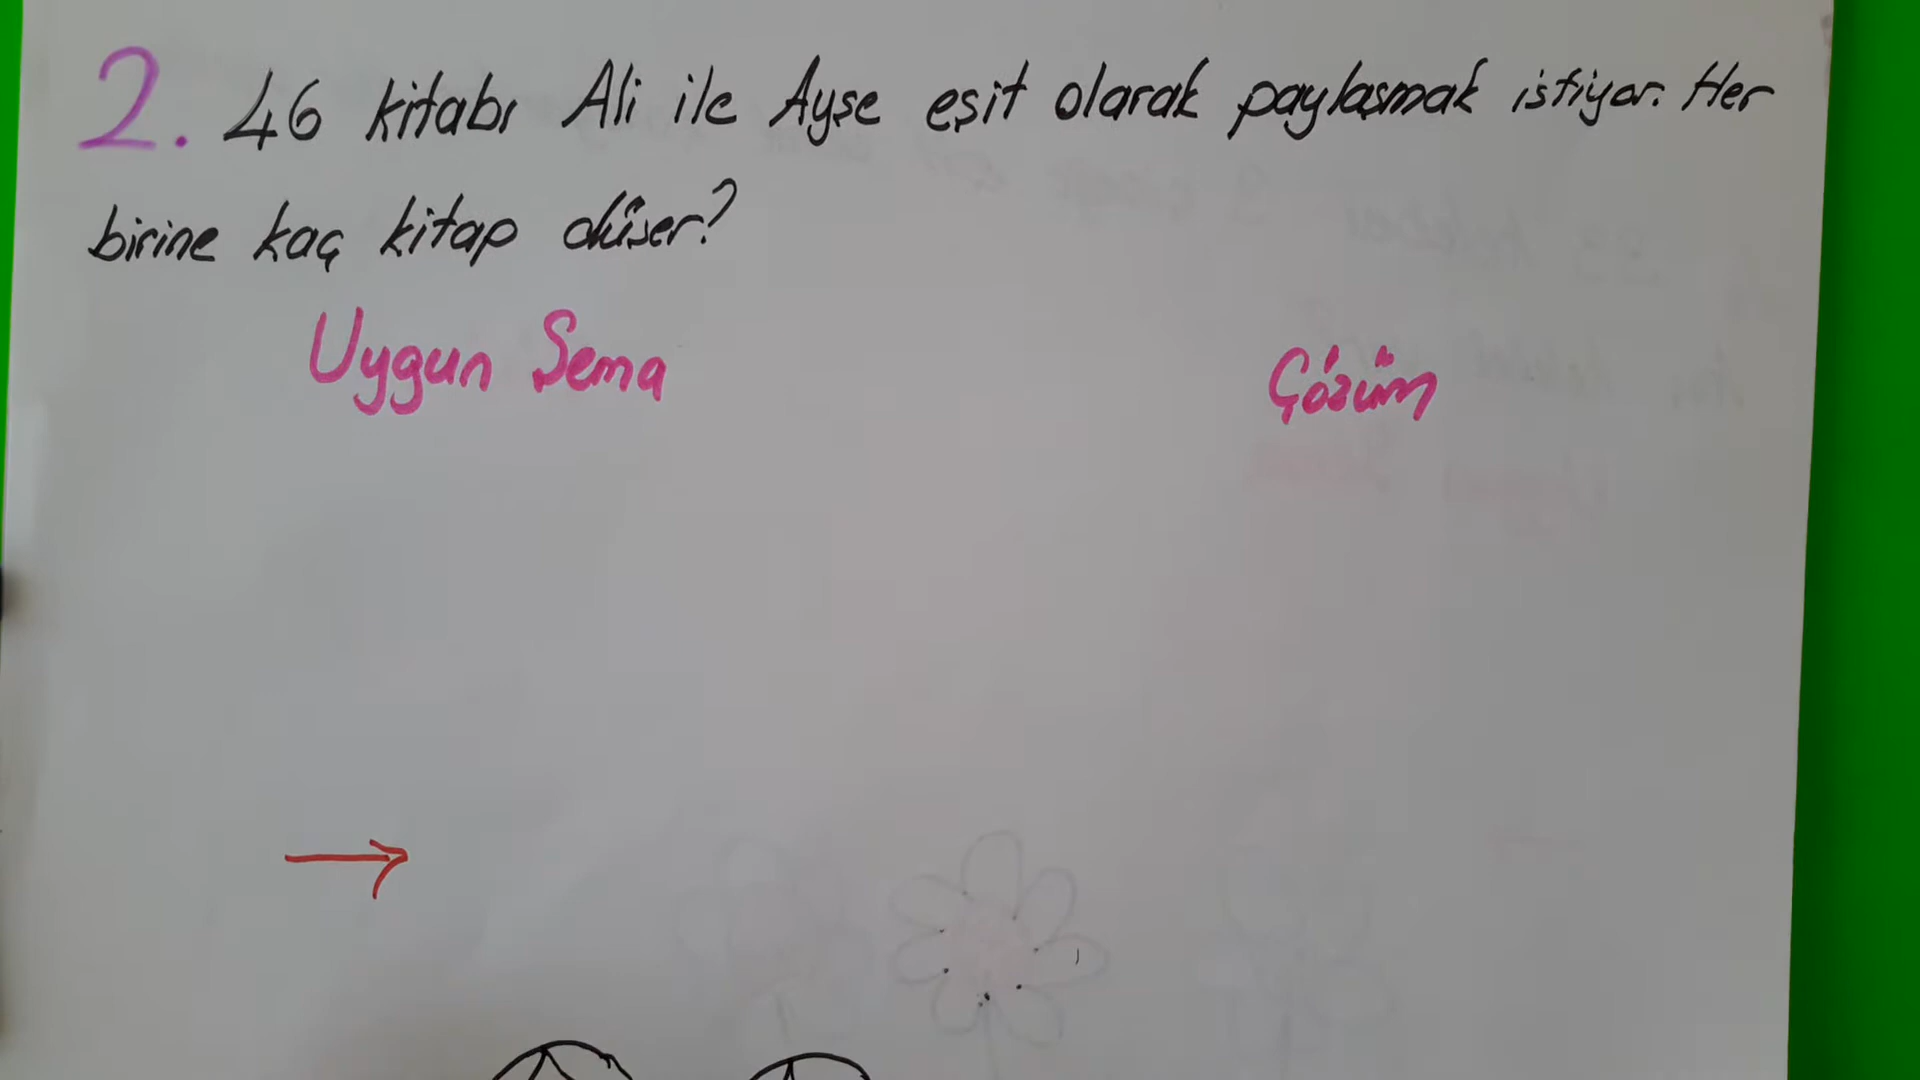 2. 46 kitabı Ali ile Ayşe eşit olarak paylaşmak istiyor. Her
birine kaç kitap düşer?
Uygun Şema
Çözüm